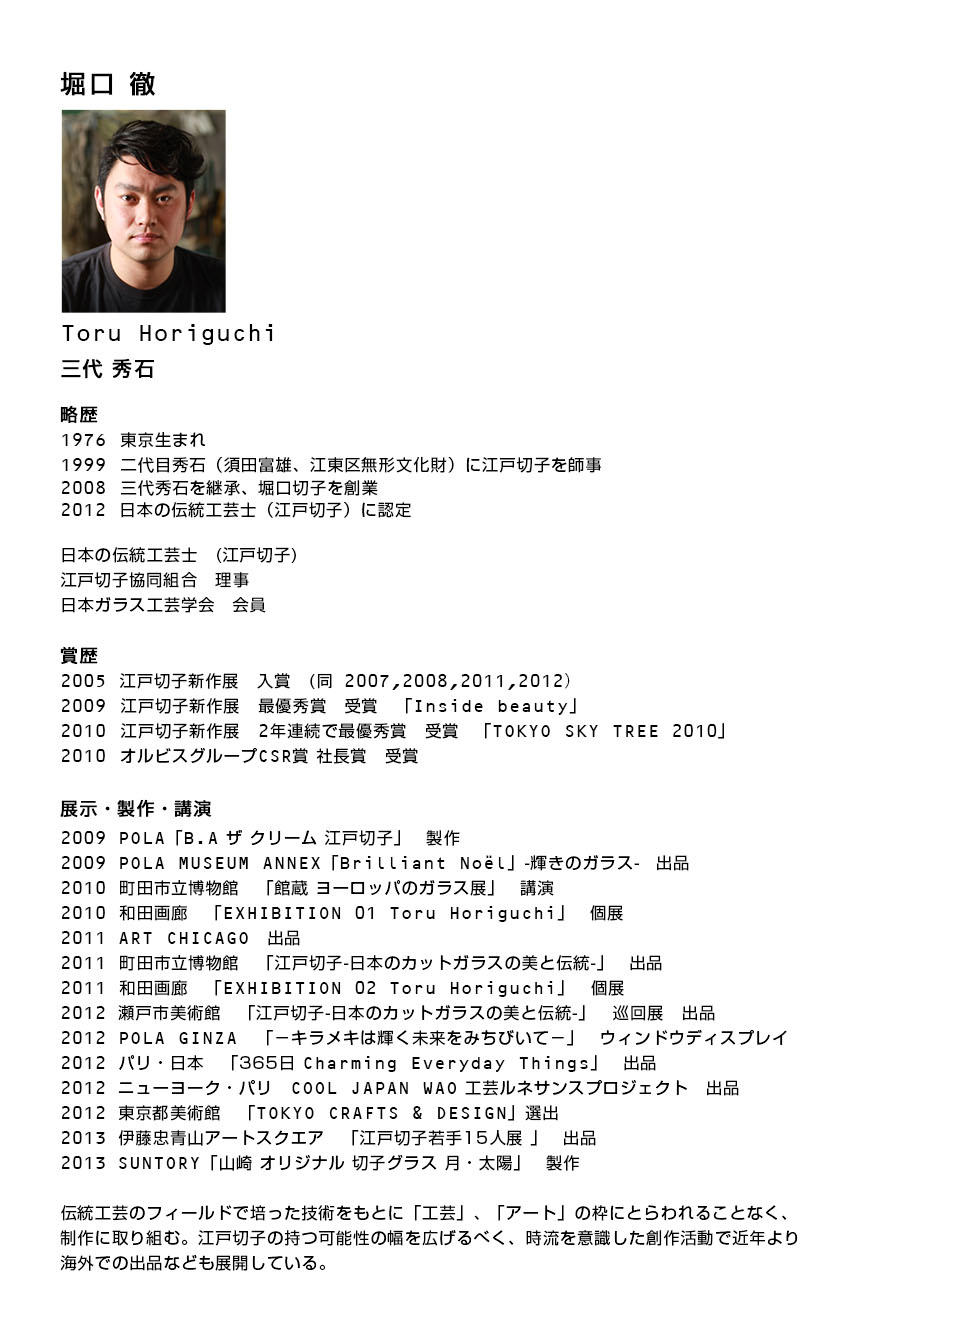 堀口 徹
Toru Horiguchi
三代 秀石
略歴
1976 東京生まれ
1999 二代目秀石（須田富雄、江東区無形文化財）に江戸切子を師事
2008 三代秀石を継承、堀口切子を創業
2012 日本の伝統工芸士（江戸切子）に認定
日本の伝統工芸士　(江戸切子)
江戸切子協同組合　理事
日本ガラス工芸学会　会員
賞歴
2005 江戸切子新作展　入賞　(同 2007,2008,2011,2012)
2009 江戸切子新作展　最優秀賞　受賞　「Inside beauty」
2010 江戸切子新作展　2年連続で最優秀賞　受賞　「TOKYO SKY TREE 2010」
2010 オルビスグループCSR賞 社長賞　受賞
展示・製作・講演
2009 POLA「B.A ザ クリーム 江戸切子」　製作
2009 POLA MUSEUM ANNEX「Brilliant Noël」-輝きのガラス-　出品
2010 町田市立博物館　「館蔵 ヨーロッパのガラス展」　講演
2010 和田画廊　「EXHIBITION 01 Toru Horiguchi」　個展
2011 ART CHICAGO　出品
2011 町田市立博物館　「江戸切子-日本のカットガラスの美と伝統-」　出品
2011 和田画廊　「EXHIBITION 02 Toru Horiguchi」　個展
2012 瀬戸市美術館　「江戸切子-日本のカットガラスの美と伝統-」　巡回展　出品
2012 POLA GINZA　「－キラメキは輝く未来をみちびいて－」　ウィンドウディスプレイ
2012 パリ・日本　「365日 Charming Everyday Things」　出品
2012 ニューヨーク・パリ　COOL JAPAN WAO 工芸ルネサンスプロジェクト　出品
2012 東京都美術館　「TOKYO CRAFTS & DESIGN」選出
2013 伊藤忠青山アートスクエア　「江戸切子若手15人展 」　出品
2013 SUNTORY「山崎 オリジナル 切子グラス 月・太陽」　製作
伝統工芸のフィールドで培った技術をもとに「工芸」、「アート」の枠にとらわれることなく、
制作に取り組む。江戸切子の持つ可能性の幅を広げるべく、時流を意識した創作活動で近年より
海外での出品なども展開している。